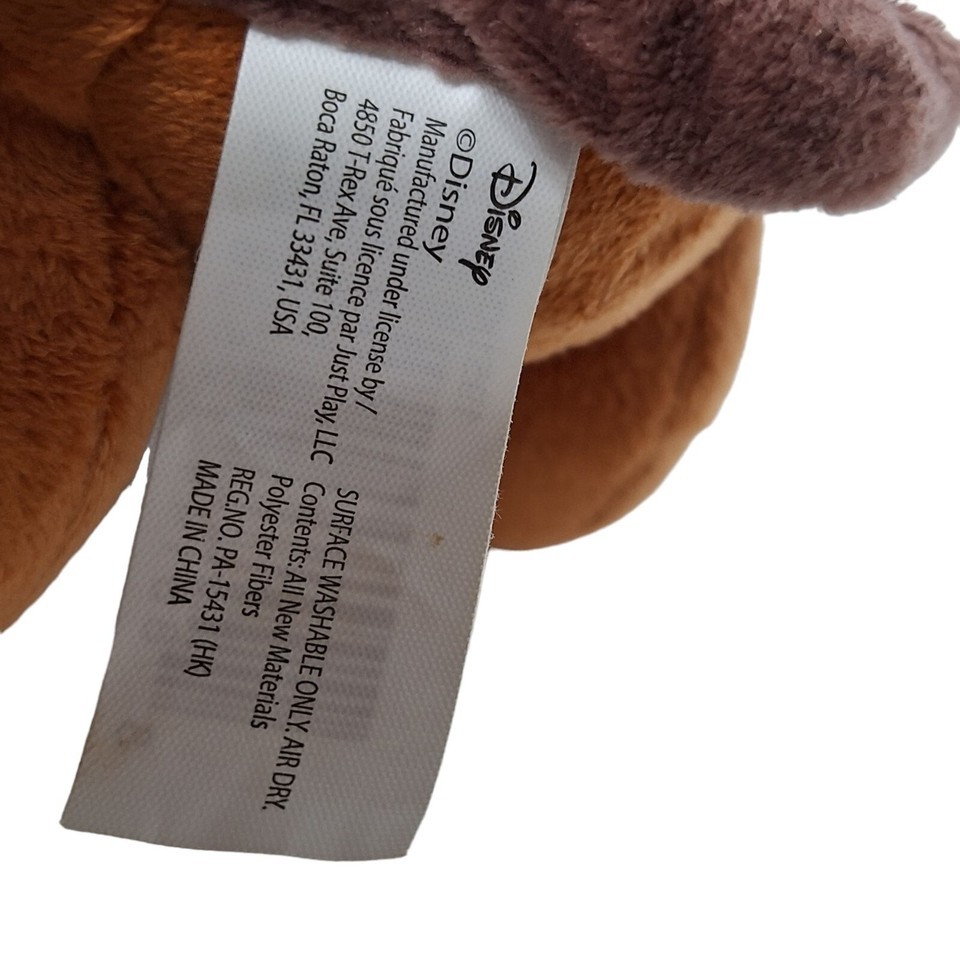 Disney
©Disney
Manufactured under license by /
Fabriqué sous licence par Just Play, LLC
4850 T-Rex Ave, Suite 100,
Boca Raton, FL 33431, USA
SURFACE WASHABLE ONLY. AIR DRY.
Contents: All New Materials
Polyester Fibers
REG.NO. PA-15431 (HK)
MADE IN CHINA